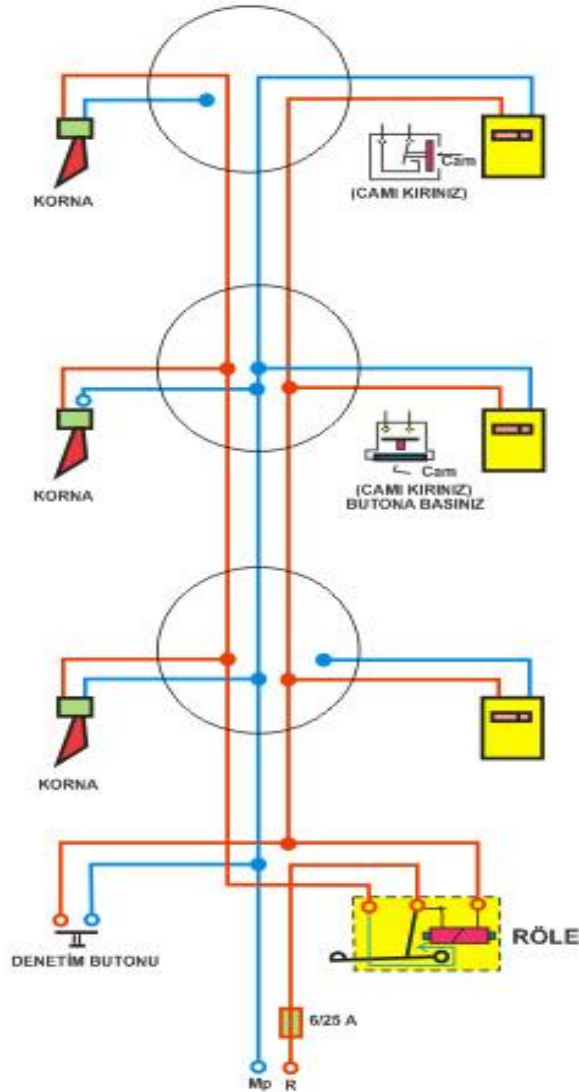 KORNA
Cam
(CAMI KIRINIZ)
KORNA
Cam
(CAMI KIRINIZ)
BUTONA BASINIZ
KORNA
DENETİM BUTONU
RÖLE
6/25 A
Mp R